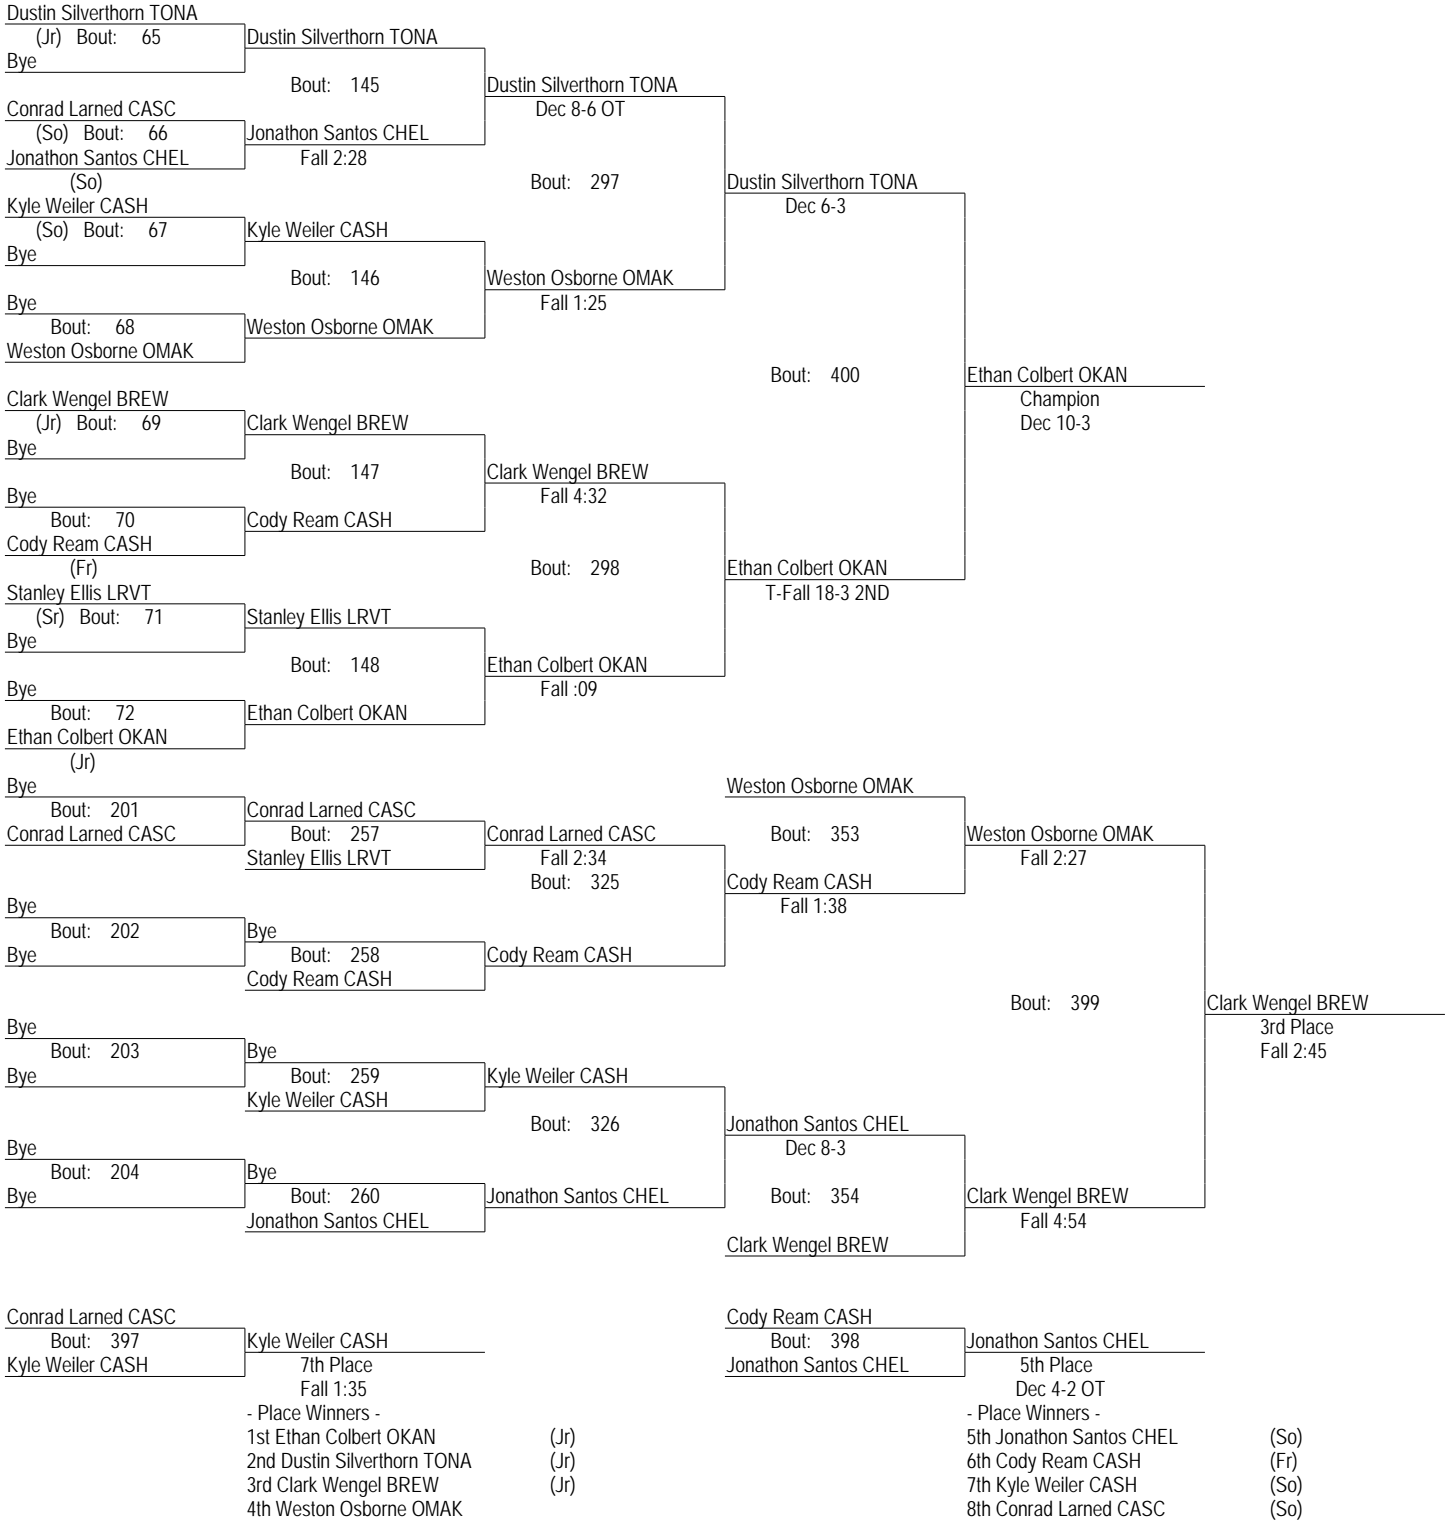 Dustin Silverthorn TONA
(Jr) Bout: 65 Dustin Silverthorn TONA
Bye
Bout: 145 Dustin Silverthorn TONA
Conrad Larned CASC Dec 8-6 OT
(So) Bout: 66 Jonathon Santos CHEL
Jonathon Santos CHEL Fall 2:28
(So) Bout: 297 Dustin Silverthorn TONA
Kyle Weiler CASH Dec 6-3
(So) Bout: 67 Kyle Weiler CASH
Bye
Bout: 146 Weston Osborne OMAK
Bye Fall 1:25
Bout: 68 Weston Osborne OMAK
Weston Osborne OMAK
Bout: 400 Ethan Colbert OKAN
Clark Wengel BREW Champion
(Jr) Bout: 69 Clark Wengel BREW Dec 10-3
Bye
Bout: 147 Clark Wengel BREW
Bye Fall 4:32
Bout: 70 Cody Ream CASH
Cody Ream CASH
(Fr) Bout: 298 Ethan Colbert OKAN
Stanley Ellis LRVT T-Fall 18-3 2ND
(Sr) Bout: 71 Stanley Ellis LRVT
Bye
Bout: 148 Ethan Colbert OKAN
Bye Fall :09
Bout: 72 Ethan Colbert OKAN
Ethan Colbert OKAN
(Jr)
Bye Weston Osborne OMAK
Bout: 201 Conrad Larned CASC
Conrad Larned CASC Bout: 257 Conrad Larned CASC Bout: 353 Weston Osborne OMAK
Stanley Ellis LRVT Fall 2:34 Fall 2:27
Bout: 325 Cody Ream CASH
Bye Fall 1:38
Bout: 202 Bye
Bye Bout: 258 Cody Ream CASH
Cody Ream CASH
Bout: 399 Clark Wengel BREW
Bye 3rd Place
Bout: 203 Bye Fall 2:45
Bye Bout: 259 Kyle Weiler CASH
Kyle Weiler CASH
Bout: 326 Jonathon Santos CHEL
Bye Dec 8-3
Bout: 204 Bye
Bye Bout: 260 Jonathon Santos CHEL Bout: 354 Clark Wengel BREW
Jonathon Santos CHEL Fall 4:54
Clark Wengel BREW
Conrad Larned CASC Cody Ream CASH
Bout: 397 Kyle Weiler CASH Bout: 398 Jonathon Santos CHEL
Kyle Weiler CASH 7th Place Jonathon Santos CHEL 5th Place
Fall 1:35 Dec 4-2 OT
- Place Winners - - Place Winners -
1st Ethan Colbert OKAN (Jr) 5th Jonathon Santos CHEL (So)
2nd Dustin Silverthorn TONA (Jr) 6th Cody Ream CASH (Fr)
3rd Clark Wengel BREW (Jr) 7th Kyle Weiler CASH (So)
4th Weston Osborne OMAK 8th Conrad Larned CASC (So)